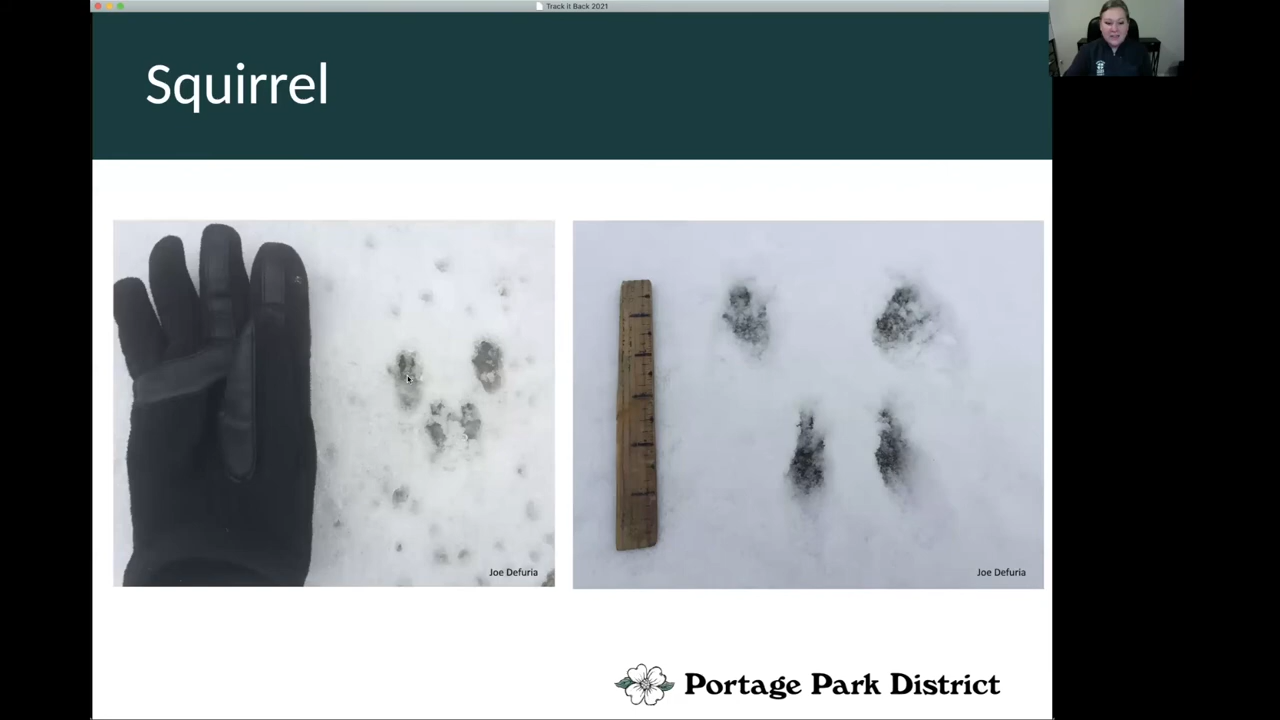 Track it Back 2021
Squirrel
Joe Defuria
Joe Defuria
Portage Park District